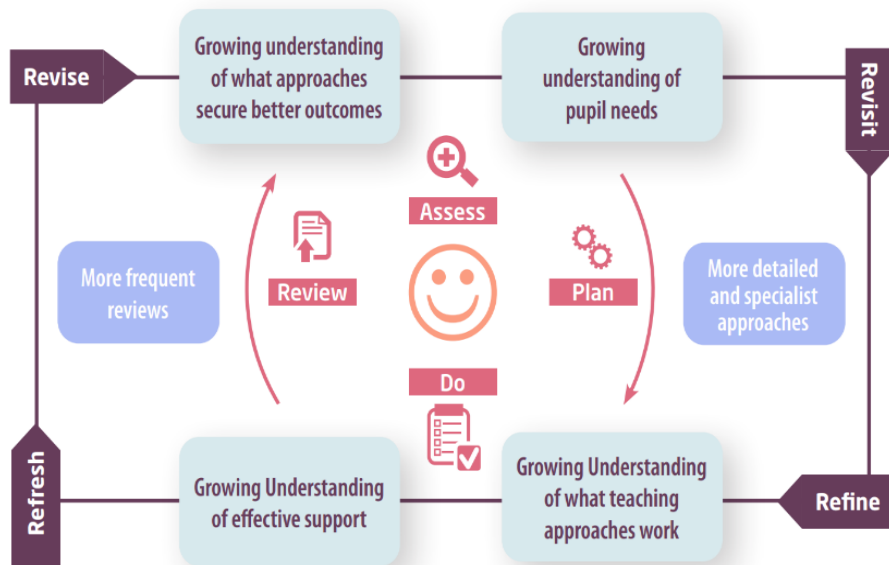 Revise
Growing understanding
of what approaches
secure better outcomes
Growing
understanding of
pupil needs
Revisit
Assess
More frequent
reviews
Review
Plan
More detailed
and specialist
approaches
Do
Refresh
Growing Understanding
of effective support
Growing Understanding
of what teaching
approaches work
Refine